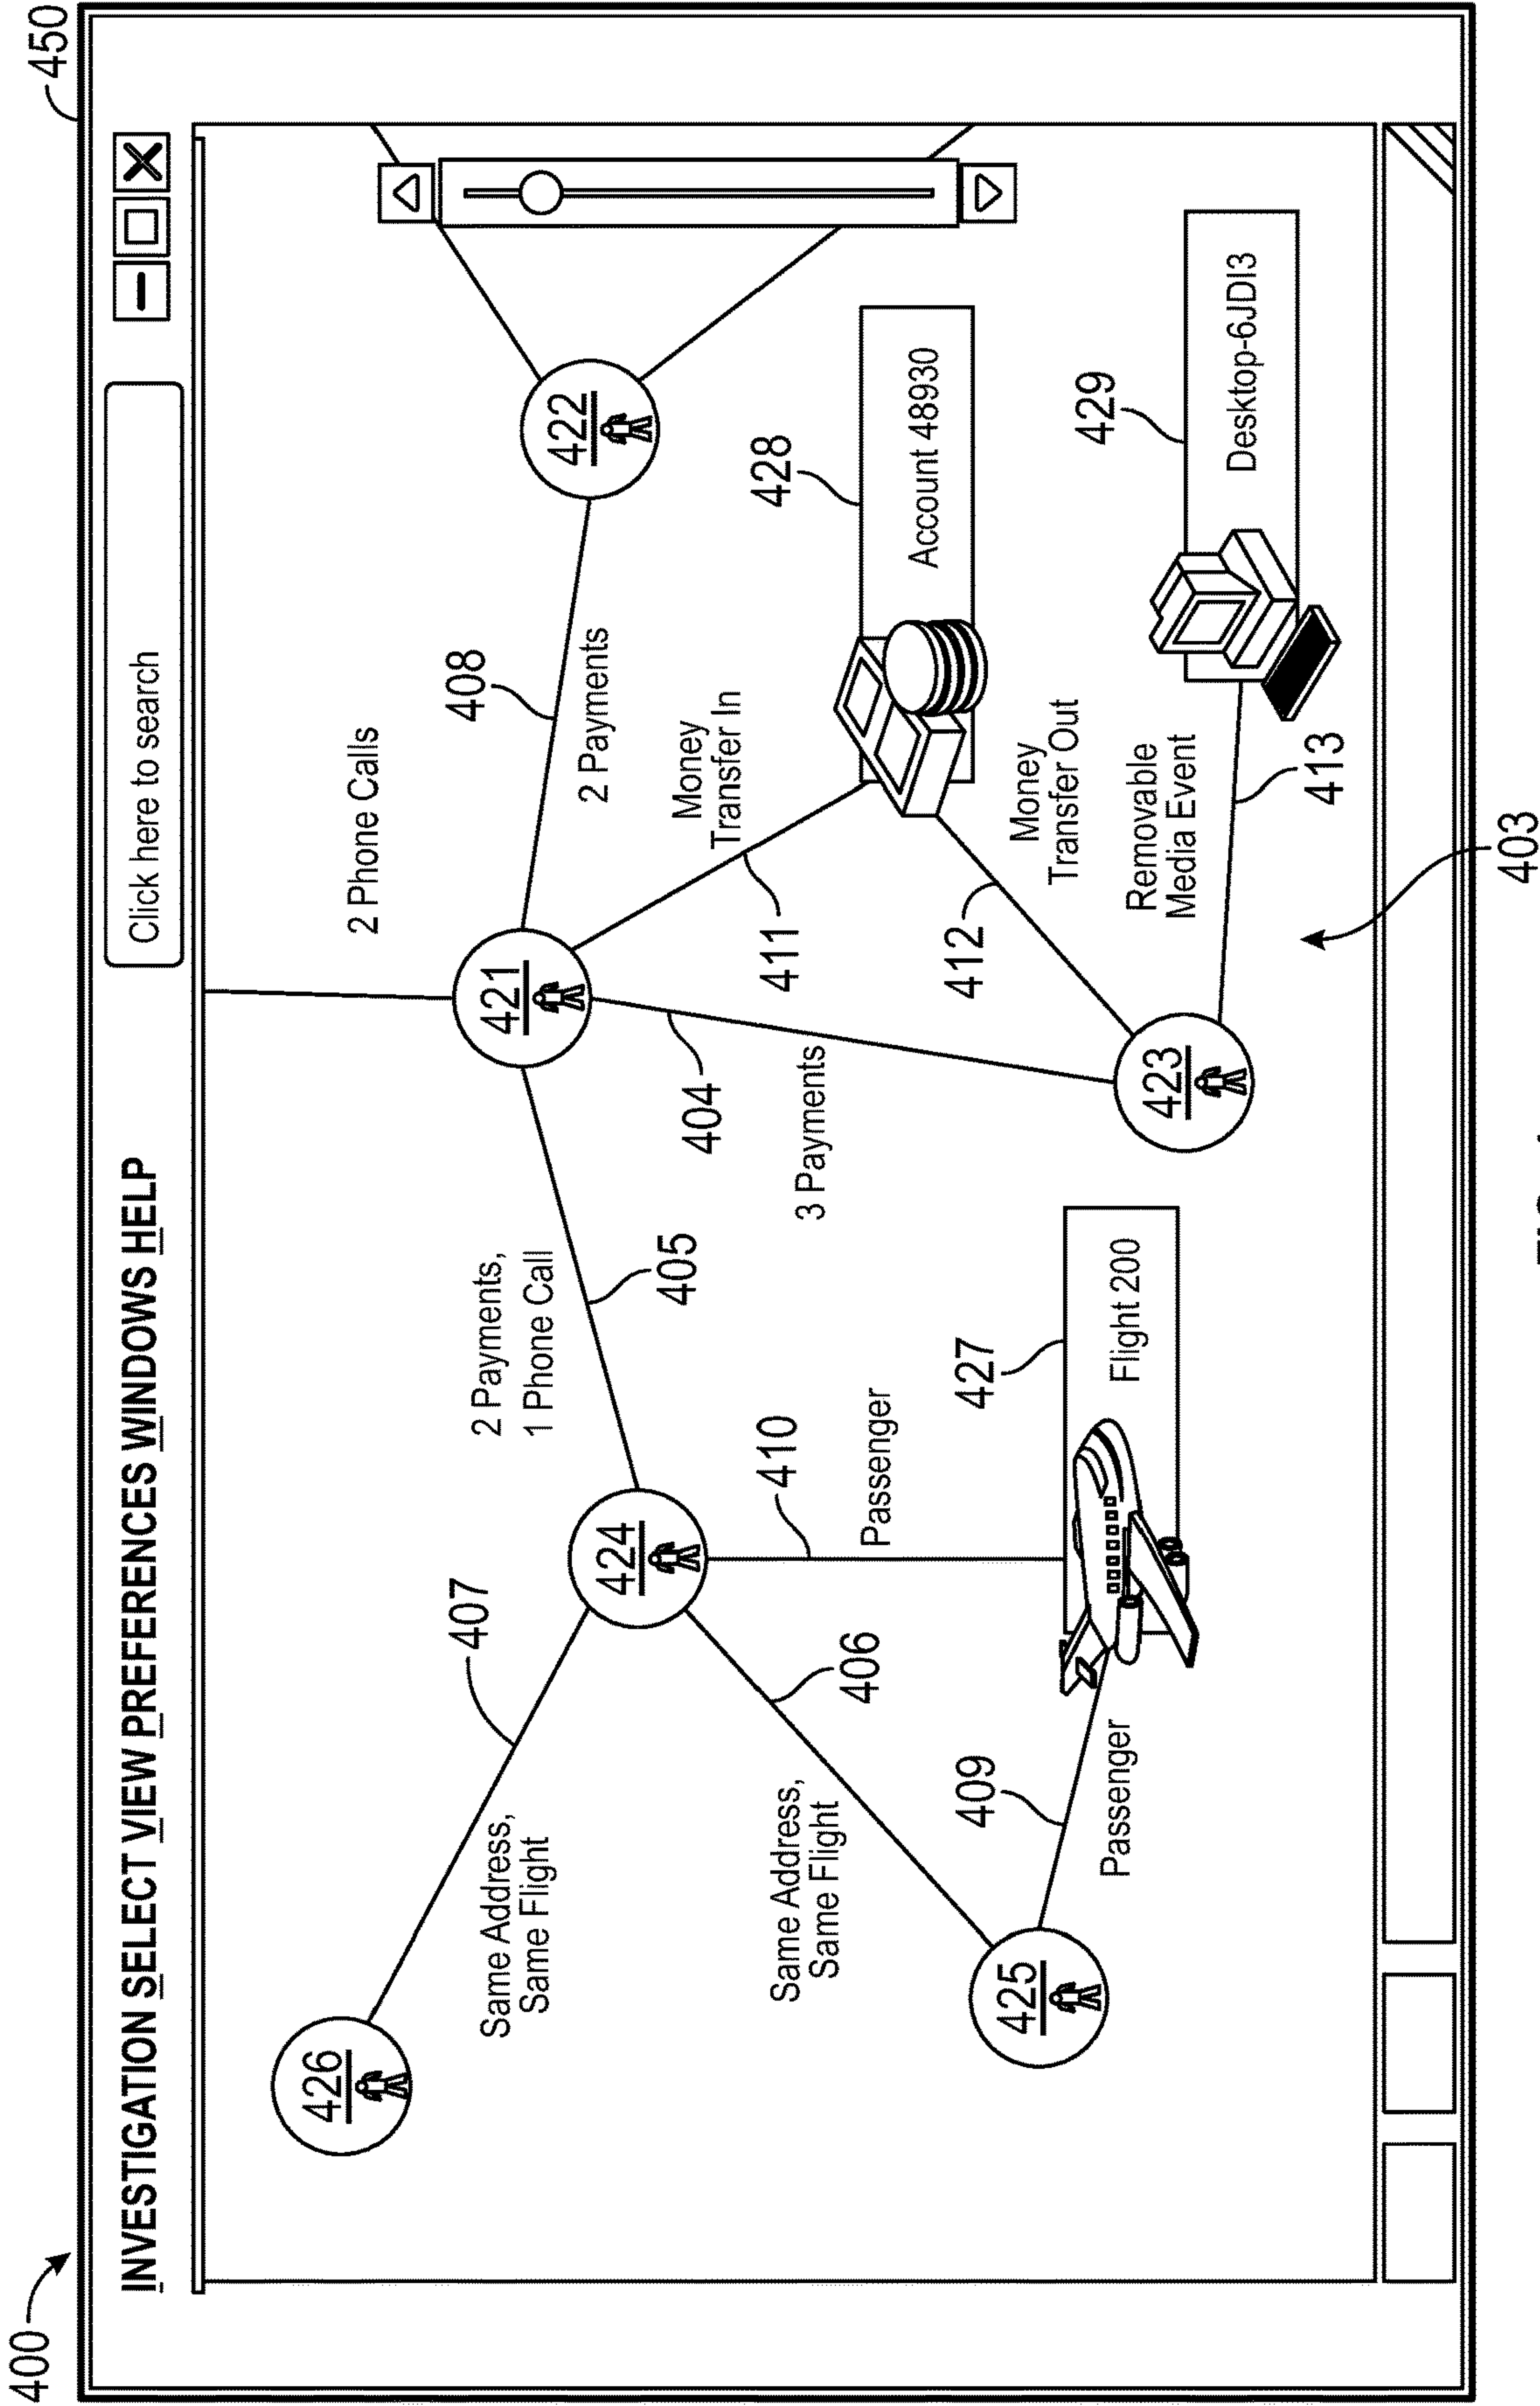 400
450
INVESTIGATION SELECT VIEW PREFERENCES WINDOWS HELP
Click here to search
426
407
Same Address,
Same Flight
424
2 Payments,
1 Phone Call
405
421
2 Phone Calls
408
2 Payments
422
404
3 Payments
411
Money
Transfer In
428
Account 48930
406
Same Address,
Same Flight
410
Passenger
425
409
Passenger
427
Flight 200
423
412
Money
Transfer Out
Removable
Media Event
413
429
Desktop-6JDI3
403